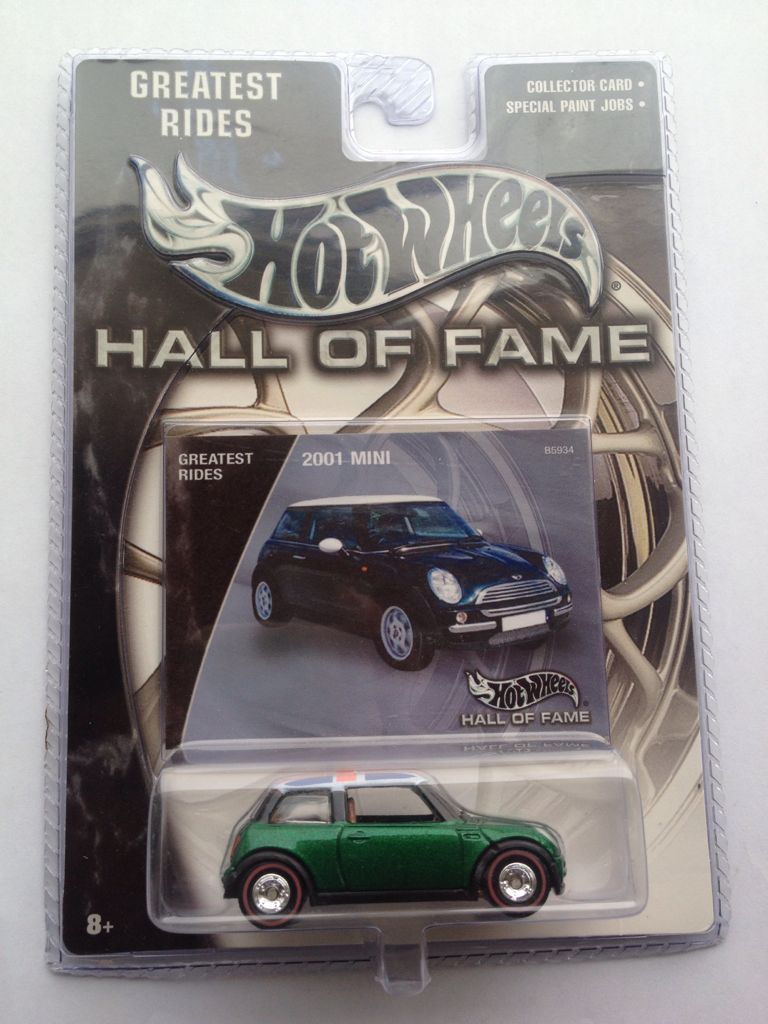 GREATEST
RIDES
COLLECTOR CARD •
SPECIAL PAINT JOBS •
HOT WHEELS
®
HALL OF FAME
GREATEST
RIDES
2001 MINI
B5934
HOT WHEELS
®
HALL OF FAME
8+